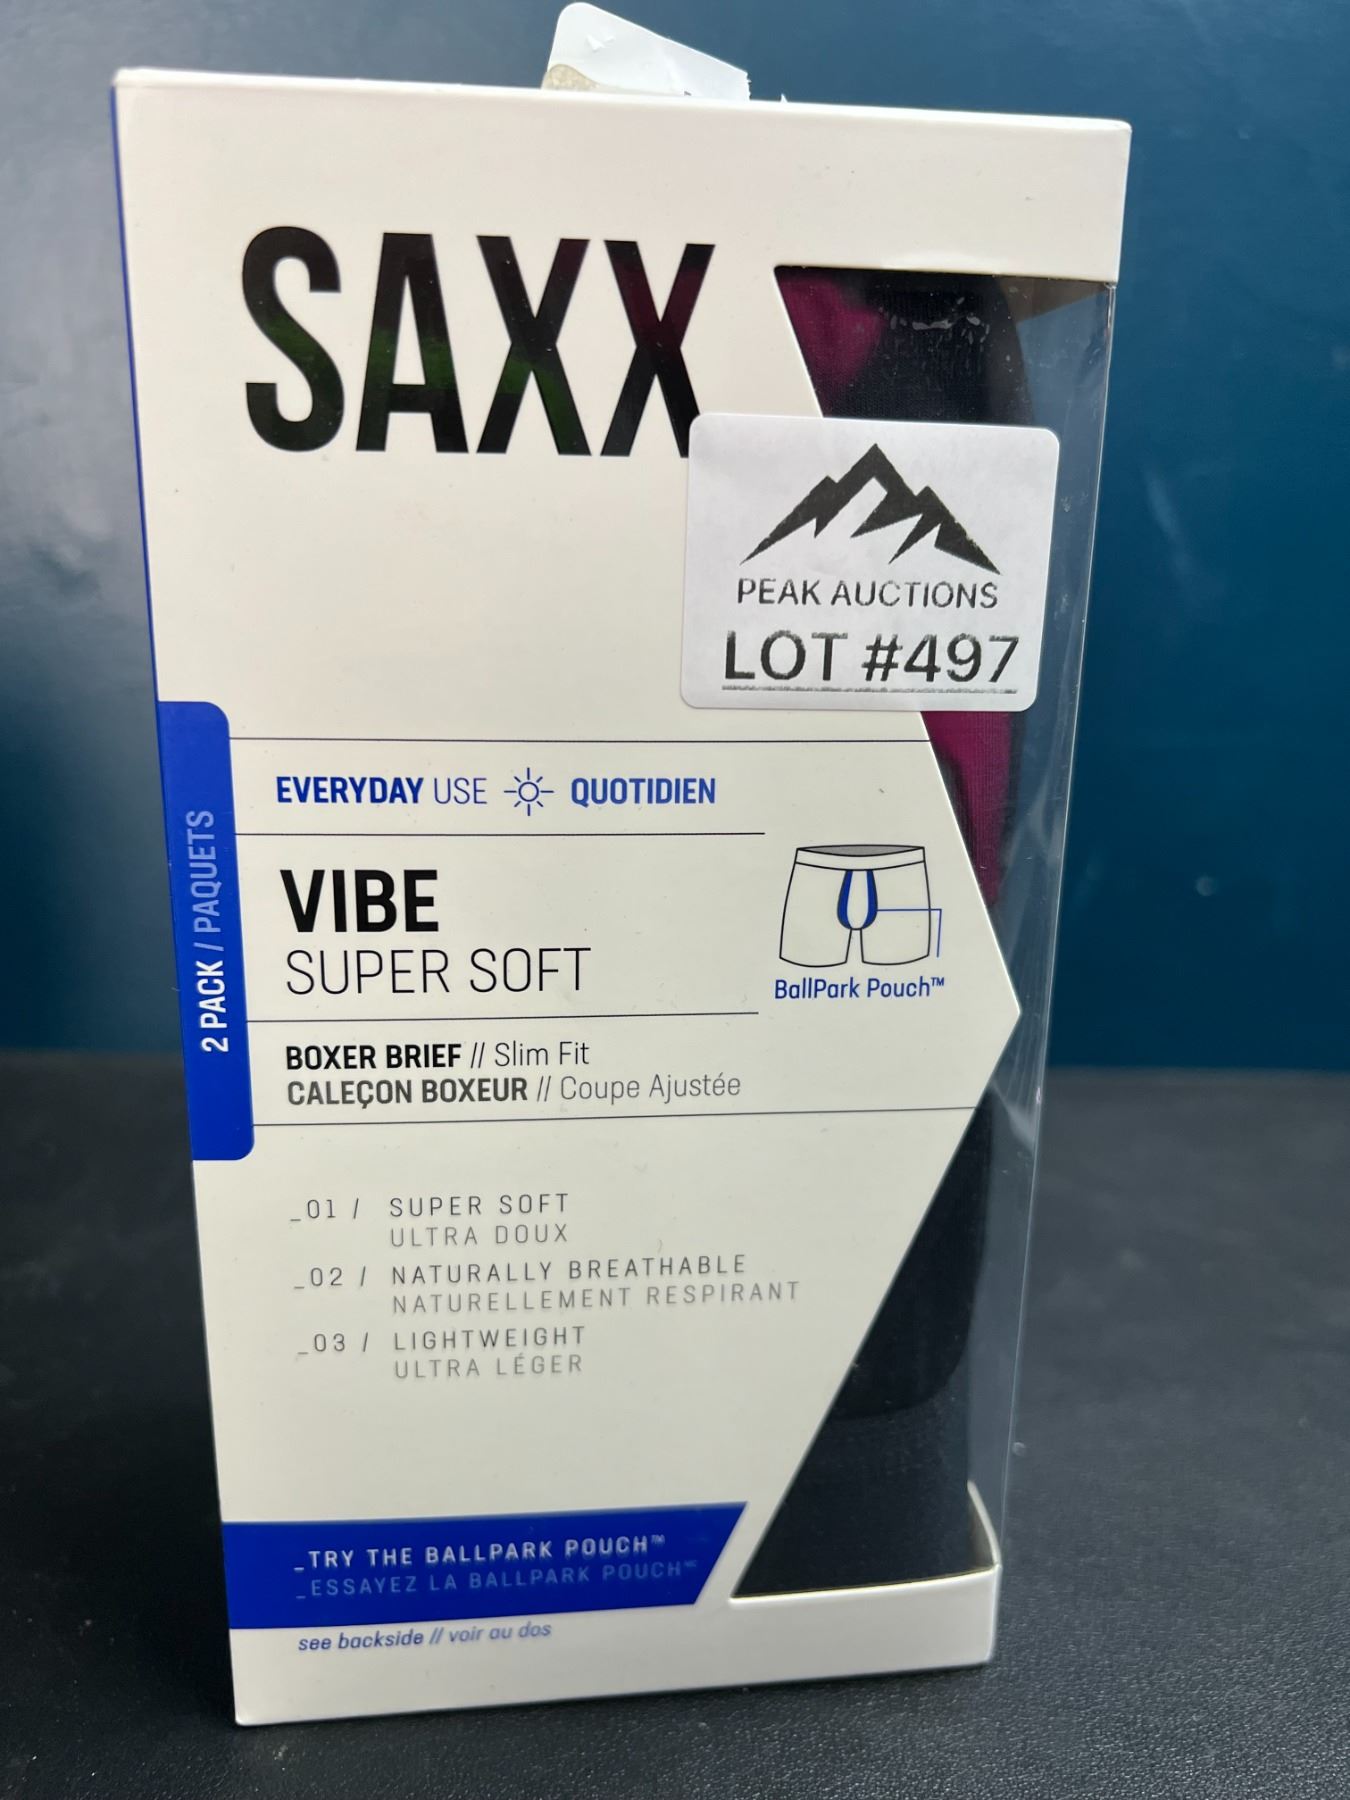 SAXX
PEAK AUCTIONS
LOT #497
EVERYDAY USE QUOTIDIEN
VIBE
SUPER SOFT
BallPark Pouch™
BOXER BRIEF // Slim Fit
CALEÇON BOXEUR // Coupe Ajustée
2 PACK / PAQUETS
_01 / SUPER SOFT
ULTRA DOUX
_02 / NATURALLY BREATHABLE
NATURELLEMENT RESPIRANT
_03 / LIGHTWEIGHT
ULTRA LÉGER
_TRY THE BALLPARK POUCH™
_ESSAYEZ LA BALLPARK POUCH ᴹᶜ
see backside // voir au dos